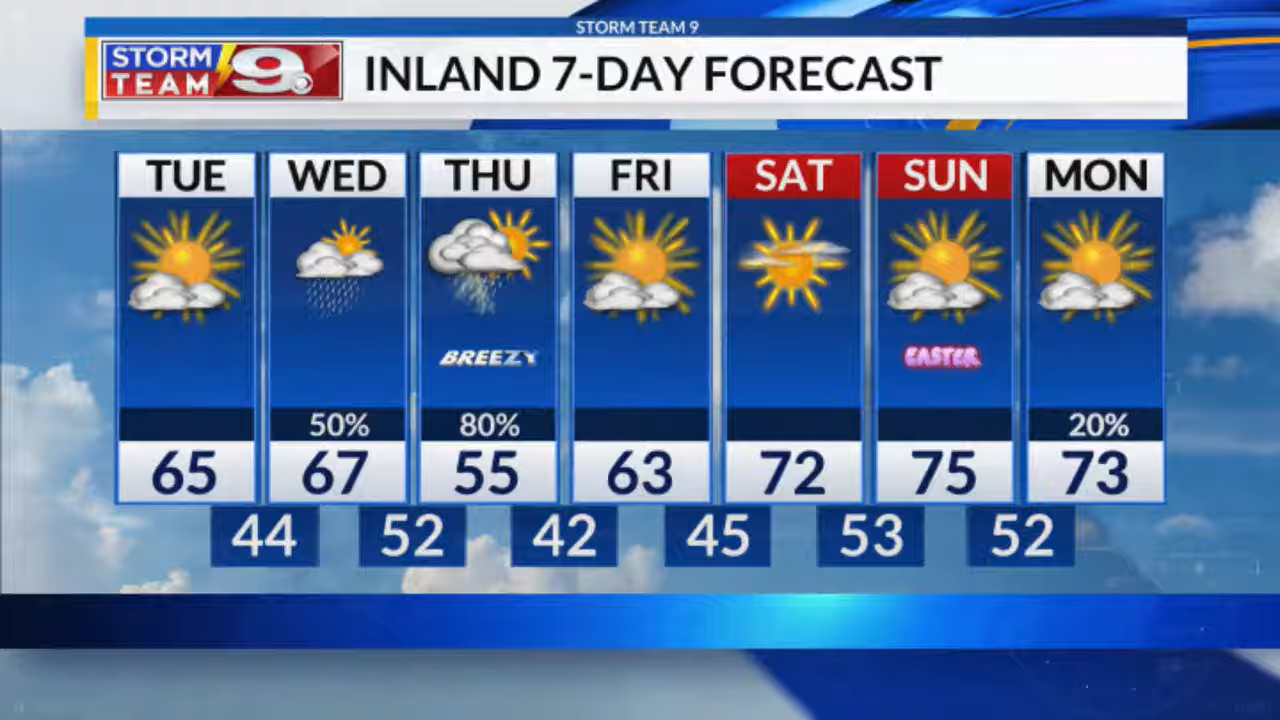 STORM TEAM 9
STORM
TEAM 9
INLAND 7-DAY FORECAST
TUE WED THU FRI SAT SUN MON
BREEZY EASTER
50% 80% 20%
65 67 55 63 72 75 73
44 52 42 45 53 52